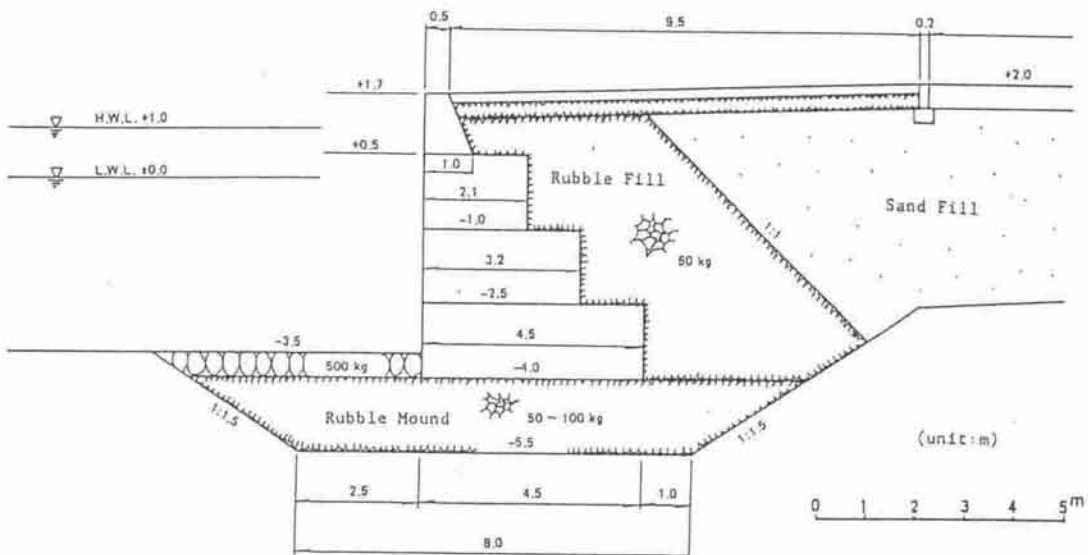 0.5 9.5 0.2
+1.7 +2.0
H.W.L. +1.0
+0.5
L.W.L. ±0.0
1.0
Rubble Fill
2.1
Sand Fill
-1.0
1:1
50 kg
3.2
-2.5
4.5
-3.5
500 kg
-4.0
1:1.5
Rubble Mound 50~100 kg
1:1.5
-5.5
(unit:m)
2.5 4.5 1.0
0 1 2 3 4 5 m
8.0